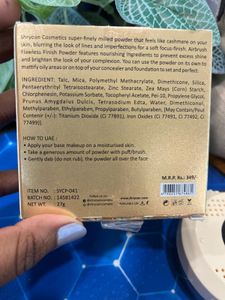 Shryoan Cosmetics super-finely milled powder that feels like cashmere on your
skin, blurring the look of lines and imperfections for a soft focus-finish. Airbrush
Flawless Finish Powder features nourishing ingredients to prevent excess shine
and brighten the look of your complexion. You can use the powder on its own to
mattify oily areas or on top of your concealer and foundation to set and perfect
INGREDIENT: Talc, Mica, Polymethyl Methacrylate, Dimethicone, Silica,
Pentaerythrityl Tetraisostearate, Zea Mays (Corn) Starch,
Chlorphenesin, Potassium Sorbate, Tocopheryl Acetate, Pei-10, Propylene Glycol,
Prunus Amygdalus Dulcis, Tetrasodium Edta, Water, Dimethiconol,
Methylparaben, Ethylparaben, Propylparaben, Butylparaben, (May Contain/Pout
Contenir (+/-): Titanium Dioxide (CI 77891), Iron Oxides (CI 77491, CI 77492, CI
77499)].
HOW TO USE :
• Apply your base makeup on a moisturised skin.
• Take a generous amount of powder with puff/brush.
• Gently dab (do not rub, the powder all over the face
M.R.P. Rs.: 349/-
ITEM NO. : SYCP-041
BATCH NO. : 14581422
NET WT : 27g
www.shryoan.com